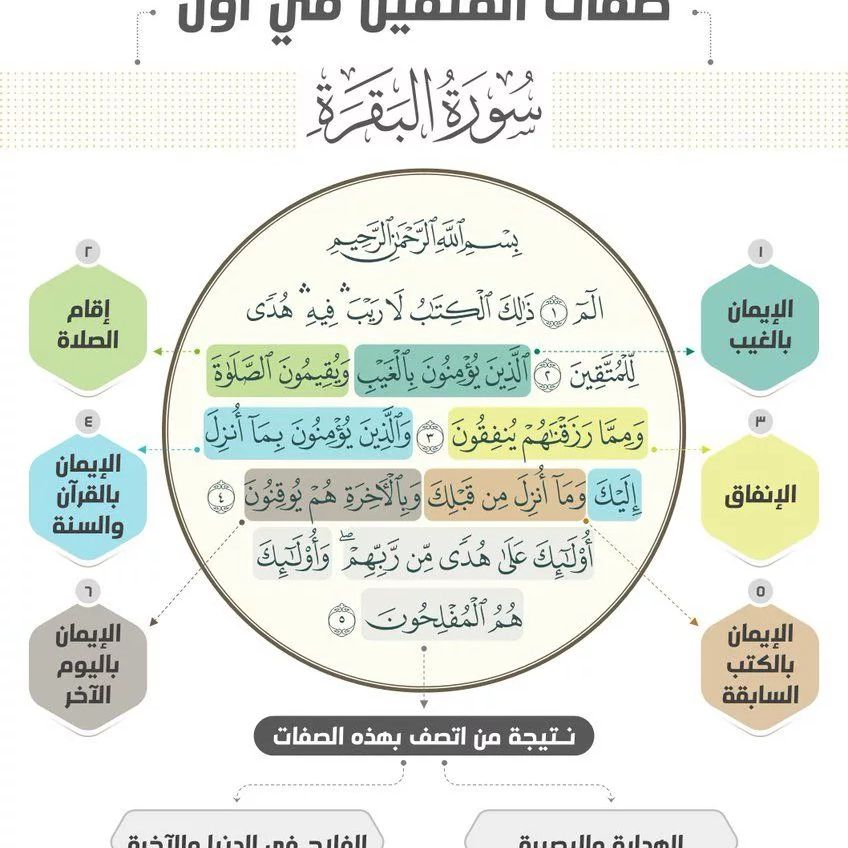 صفات المتقين في أول
سُورَةُ البَقَرَةِ
بِسْمِ اللَّهِ الرَّحْمَٰنِ الرَّحِيمِ
الٓمٓ ١ ذَٰلِكَ ٱلْكِتَٰبُ لَا رَيْبَ ۛ فِيهِ ۛ هُدًى
لِّلْمُتَّقِينَ ٢ ٱلَّذِينَ يُؤْمِنُونَ بِٱلْغَيْبِ وَيُقِيمُونَ ٱلصَّلَوٰةَ
وَمِمَّا رَزَقْنَٰهُمْ يُنفِقُونَ ٣ وَٱلَّذِينَ يُؤْمِنُونَ بِمَآ أُنزِلَ
إِلَيْكَ وَمَآ أُنزِلَ مِن قَبْلِكَ وَبِٱلْأَخِرَةِ هُمْ يُوقِنُونَ ٤
أُو۟لَٰٓئِكَ عَلَىٰ هُدًى مِّن رَّبِّهِمْ ۖ وَأُو۟لَٰٓئِكَ
هُمُ ٱلْمُفْلِحُونَ ٥
١
الإيمان
بالغيب
٢
إقام
الصلاة
٣
الإنفاق
٤
الإيمان
بالقرآن
والسنة
٥
الإيمان
بالكتب
السابقة
٦
الإيمان
باليوم
الآخر
نتيجة من اتصف بهذه الصفات
الهداية والبصيرة
الفلاح في الدنيا والآخرة